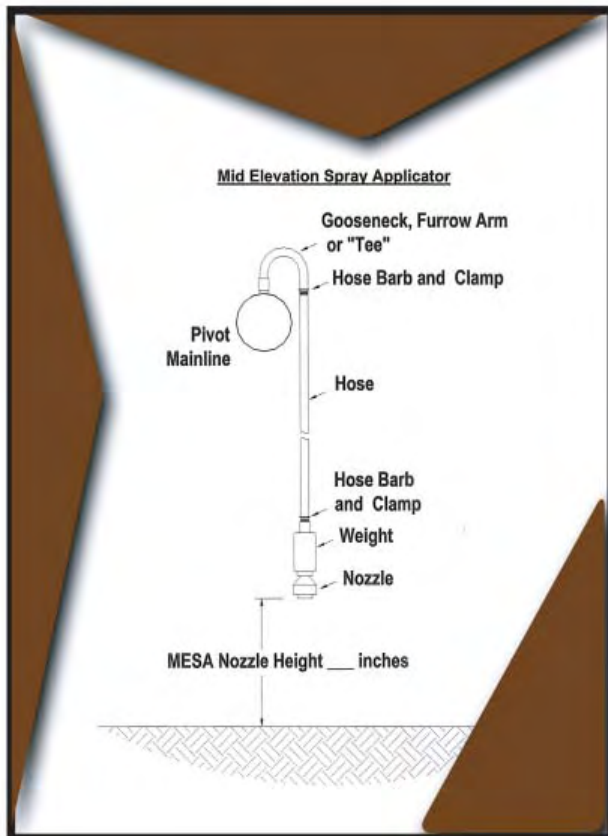 Mid Elevation Spray Applicator
Gooseneck, Furrow Arm
or "Tee"
Hose Barb and Clamp
Pivot
Mainline
Hose
Hose Barb
and Clamp
Weight
Nozzle
MESA Nozzle Height ___ inches